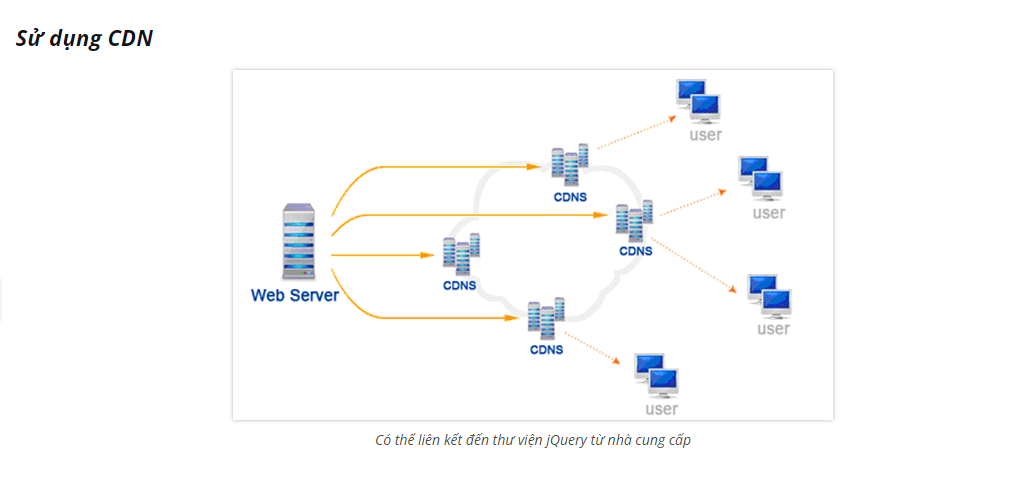 Sử dụng CDN
user
CDNS
user
CDNS
Web Server
CDNS
user
CDNS
user
Có thể liên kết đến thư viện jQuery từ nhà cung cấp